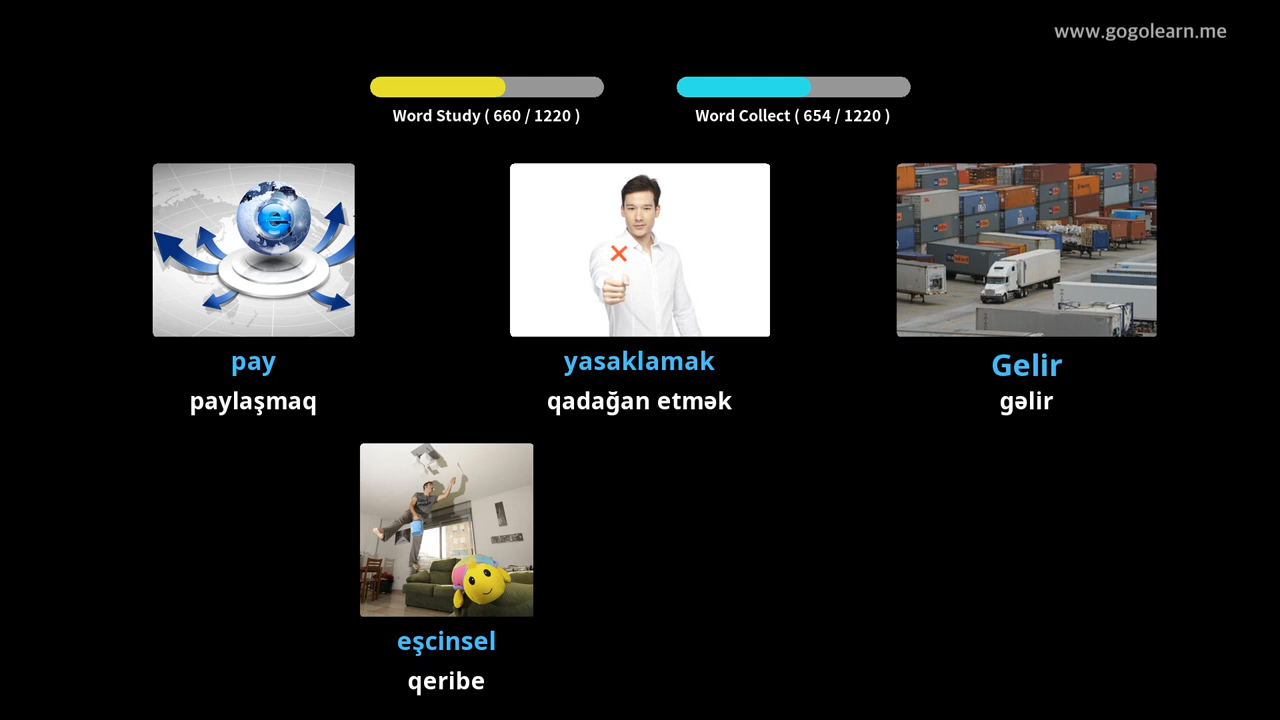 www.gogolearn.me
Word Study ( 660 / 1220 )
Word Collect ( 654 / 1220 )
pay
paylaşmaq
yasaklamak
qadağan etmək
Gelir
gəlir
eşcinsel
qeribe